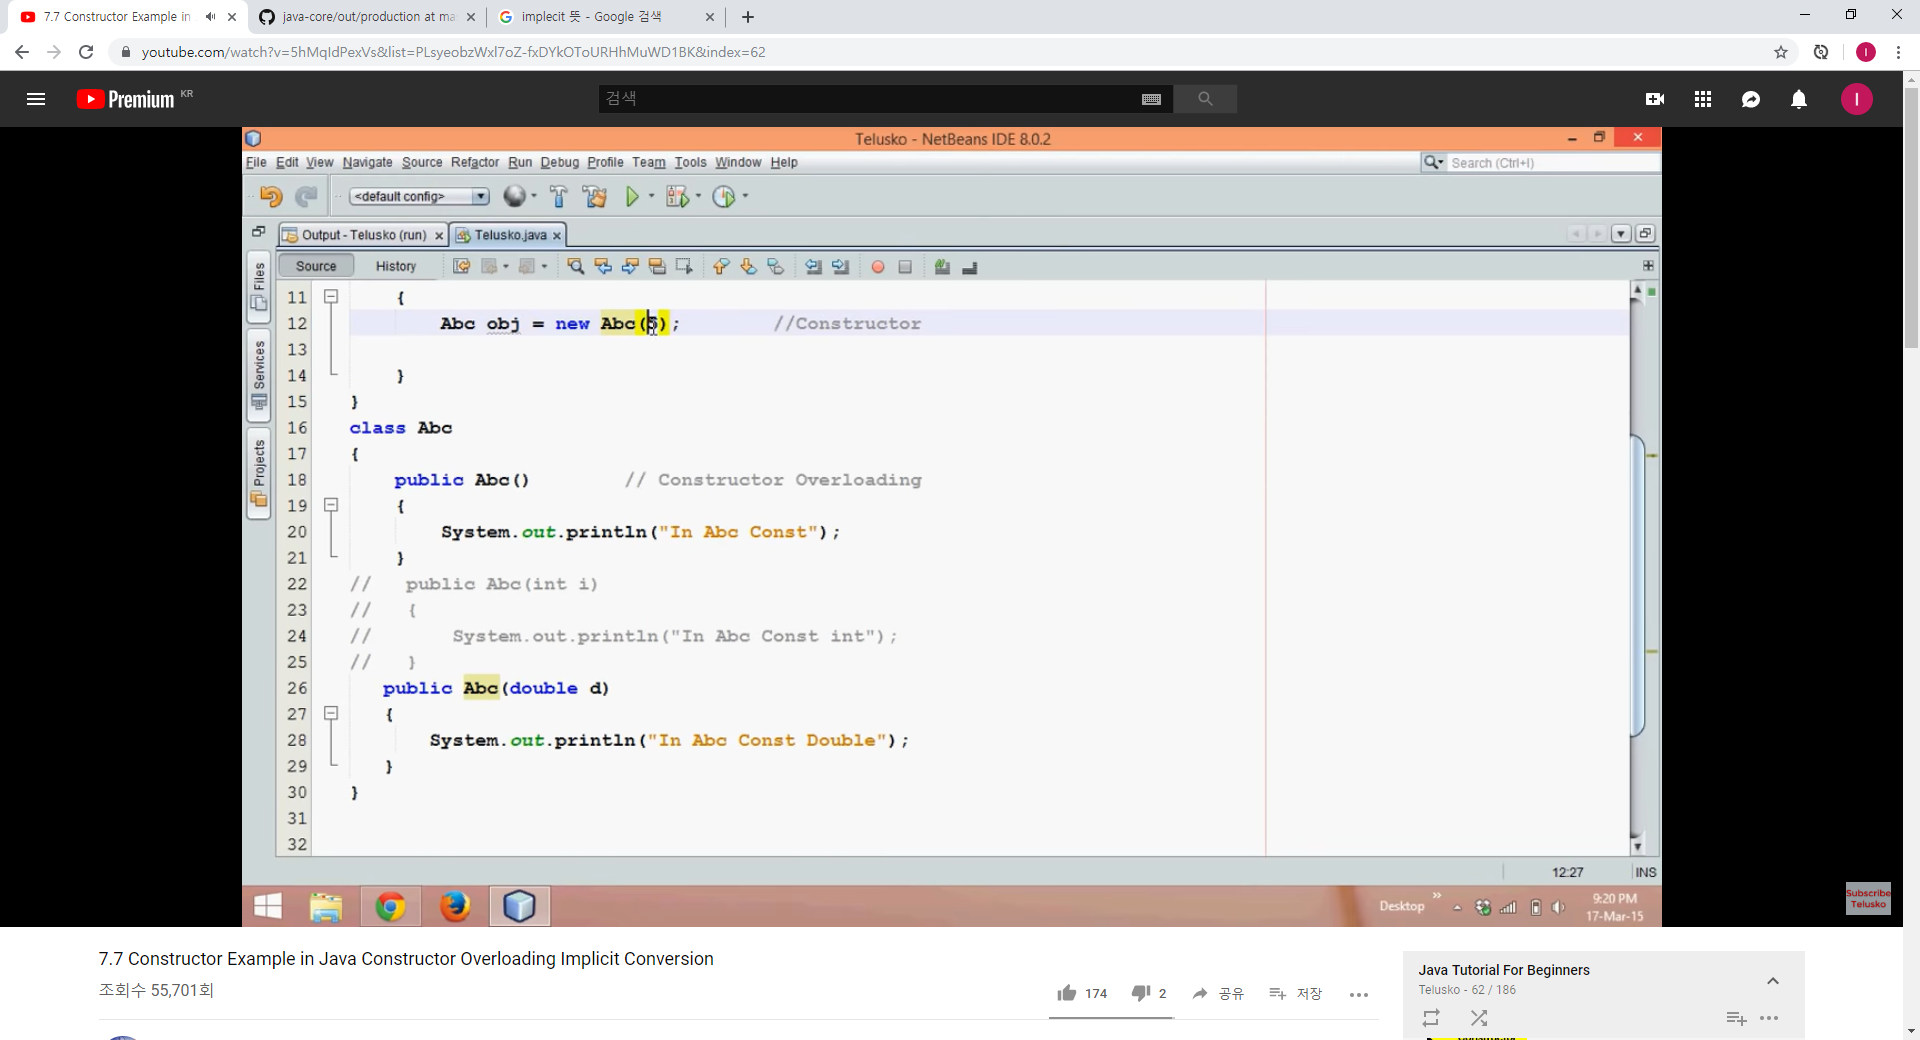 7.7 Constructor Example in
java-core/out/production at ma
implecit 뜻 - Google 검색
youtube.com/watch?v=5hMqIdPexVs&list=PLsyeobzWxl7oZ-fxDYkOToURHhMuWD1BK&index=62
I
Premium KR
검색
I
Telusko - NetBeans IDE 8.0.2
File Edit View Navigate Source Refactor Run Debug Profile Team Tools Window Help
Search (Ctrl+I)
<default config>
Output - Telusko (run)
Telusko.java
Source
History
Files
Services
Projects
11 {
12 Abc obj = new Abc(5); //Constructor
13
14 }
15 }
16 class Abc
17 {
18 public Abc() // Constructor Overloading
19 {
20 System.out.println("In Abc Const");
21 }
22 // public Abc(int i)
23 // {
24 // System.out.println("In Abc Const int");
25 // }
26 public Abc(double d)
27 {
28 System.out.println("In Abc Const Double");
29 }
30 }
31
32
12:27 INS
Desktop
9:20 PM
17-Mar-15
Subscribe
Telusko
7.7 Constructor Example in Java Constructor Overloading Implicit Conversion
조회수 55,701회
174
2
공유
저장
Java Tutorial For Beginners
Telusko - 62 / 186